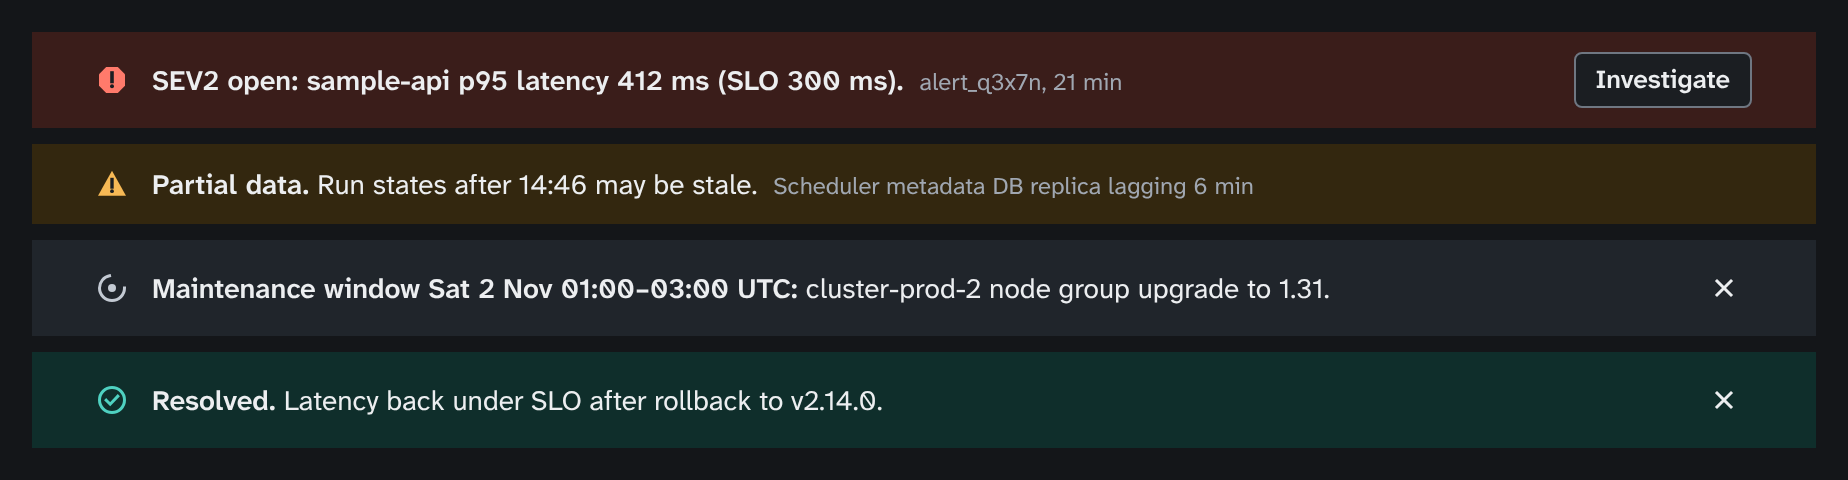 SEV2 open: sample-api p95 latency 412 ms (SLO 300 ms). alert_q3x7n, 21 min Investigate
Partial data. Run states after 14:46 may be stale. Scheduler metadata DB replica lagging 6 min
Maintenance window Sat 2 Nov 01:00–03:00 UTC: cluster-prod-2 node group upgrade to 1.31.
Resolved. Latency back under SLO after rollback to v2.14.0.